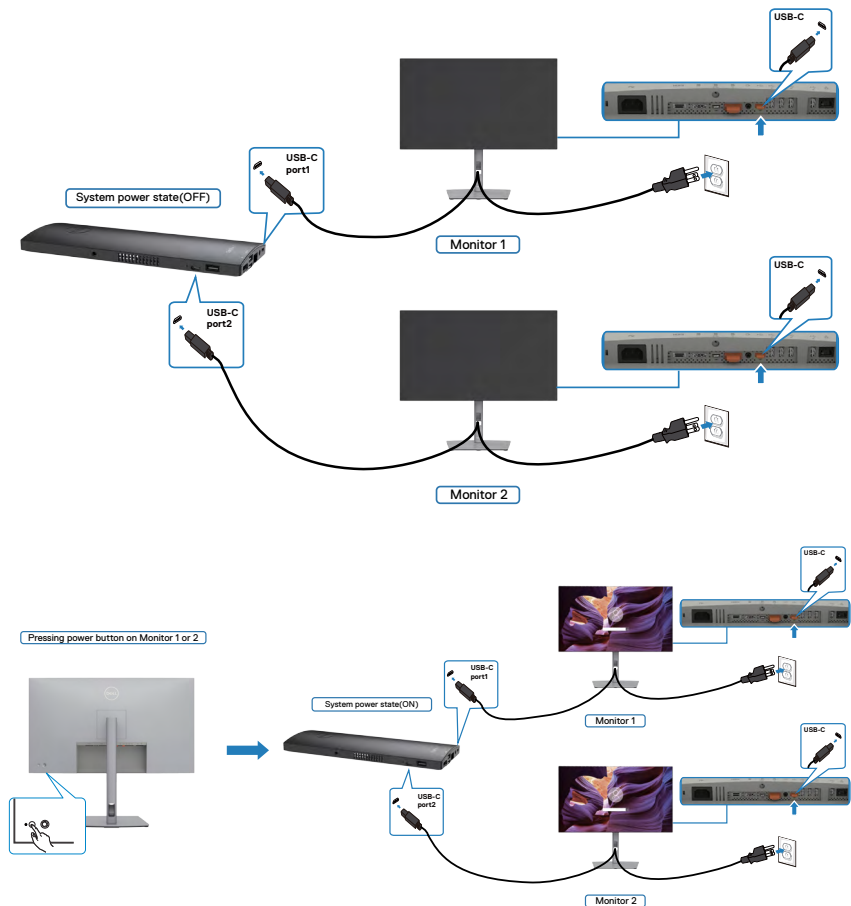 USB-C
USB-C
port1
System power state(OFF)
Monitor 1
USB-C
USB-C
port2
Monitor 2
USB-C
Pressing power button on Monitor 1 or 2
USB-C
port1
System power state(ON)
Monitor 1
USB-C
USB-C
port2
Monitor 2
DELL